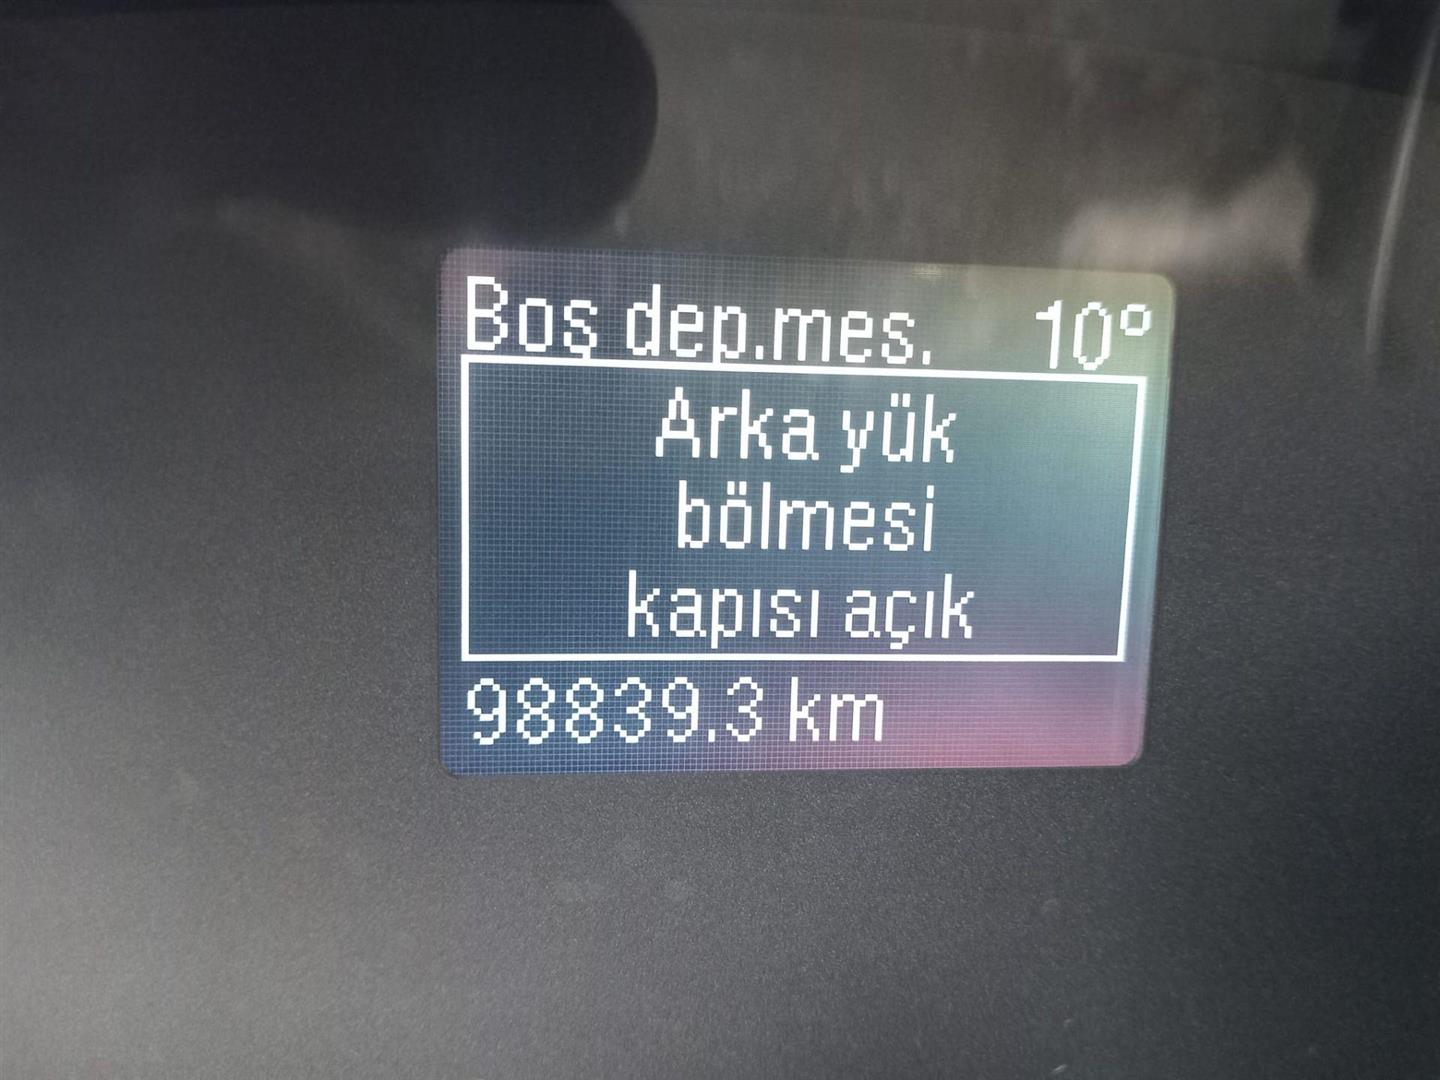 Boş dep.mes. 10°
Arka yük
bölmesi
kapısı açık
98839.3 km